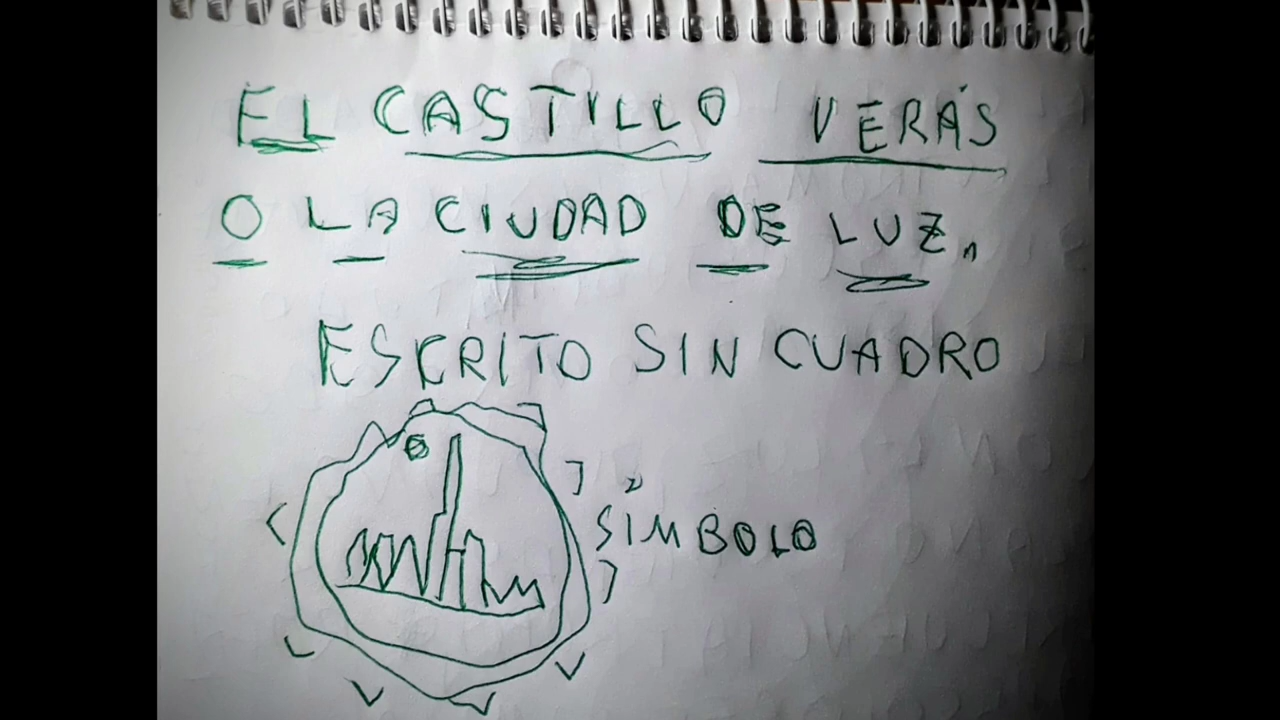 EL CASTILLO VERÁS
O LA CIUDAD DE LUZ.
ESCRITO SIN CUADRO
SÍMBOLO